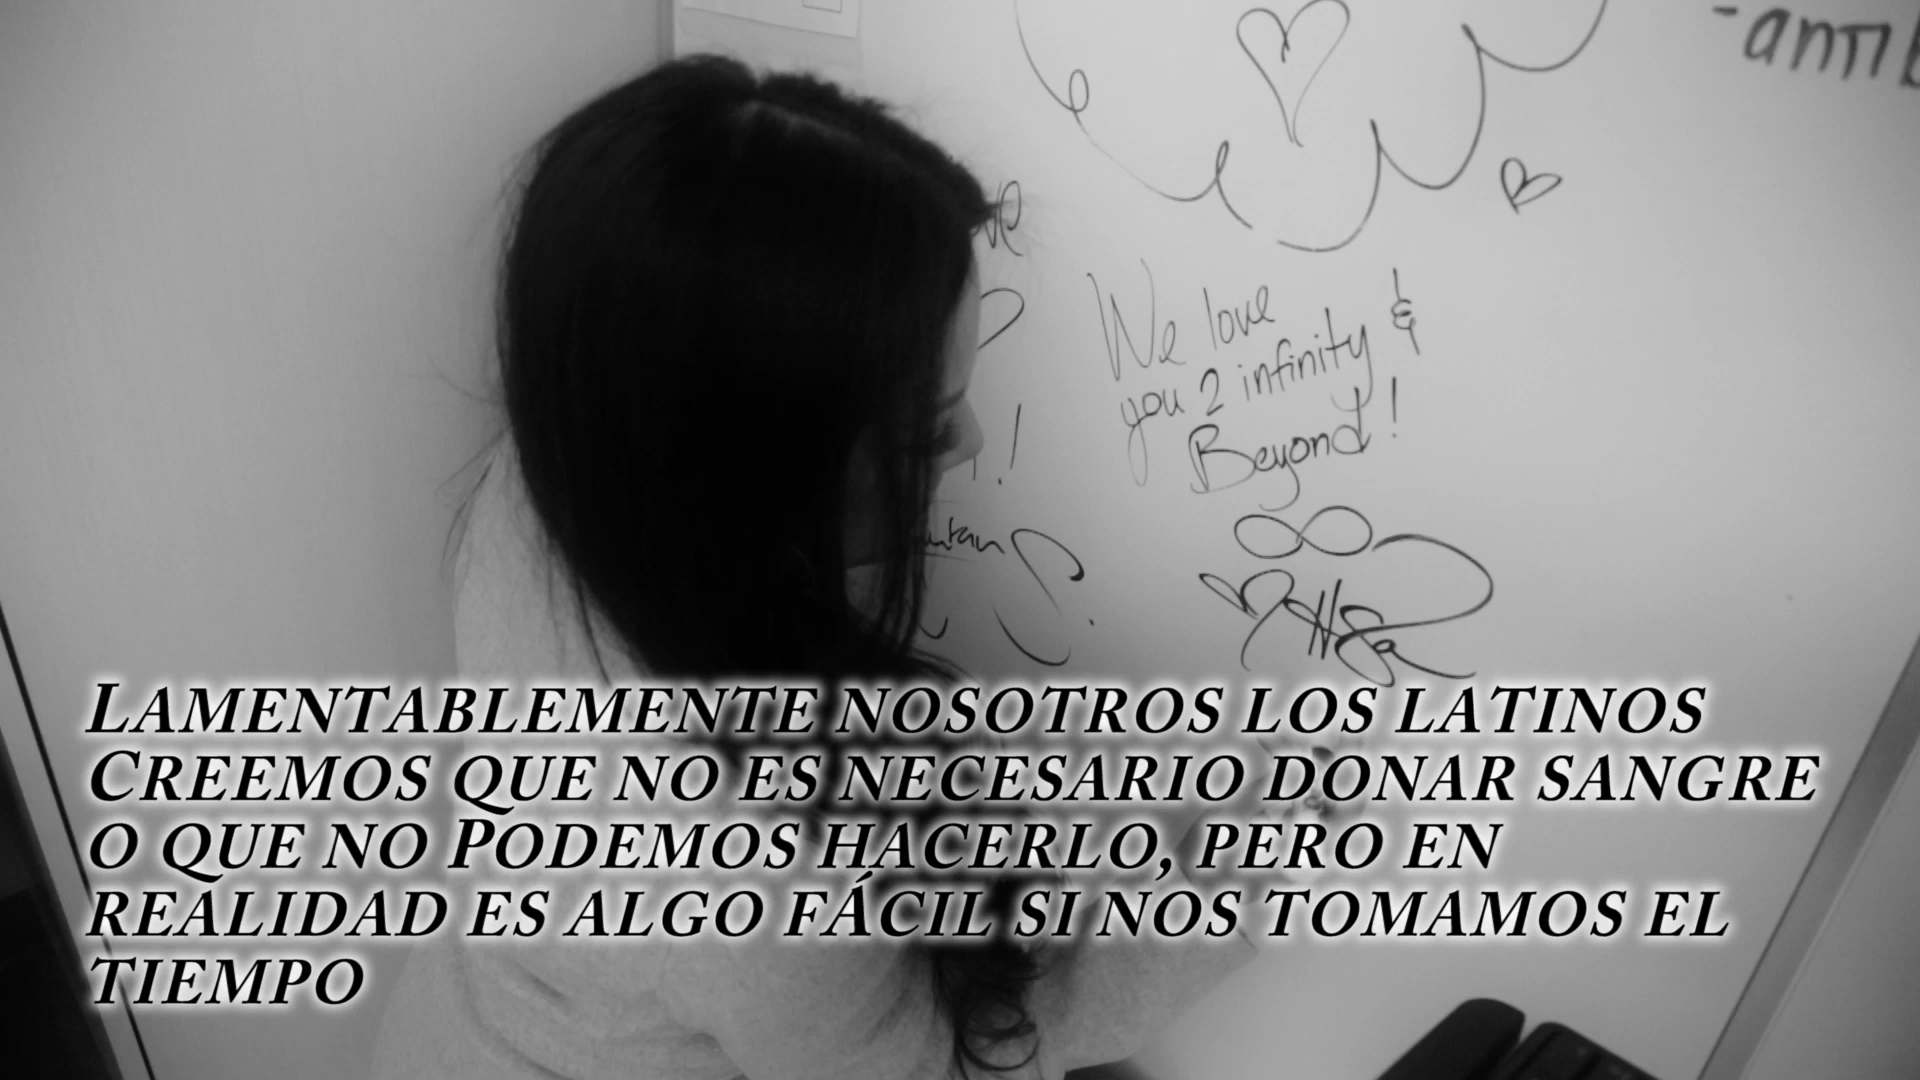 -anti
We love
you 2 infinity &
Beyond!
LAMENTABLEMENTE NOSOTROS LOS LATINOS
CREEMOS QUE NO ES NECESARIO DONAR SANGRE
O QUE NO PODEMOS HACERLO, PERO EN
REALIDAD ES ALGO FÁCIL SI NOS TOMAMOS EL
TIEMPO